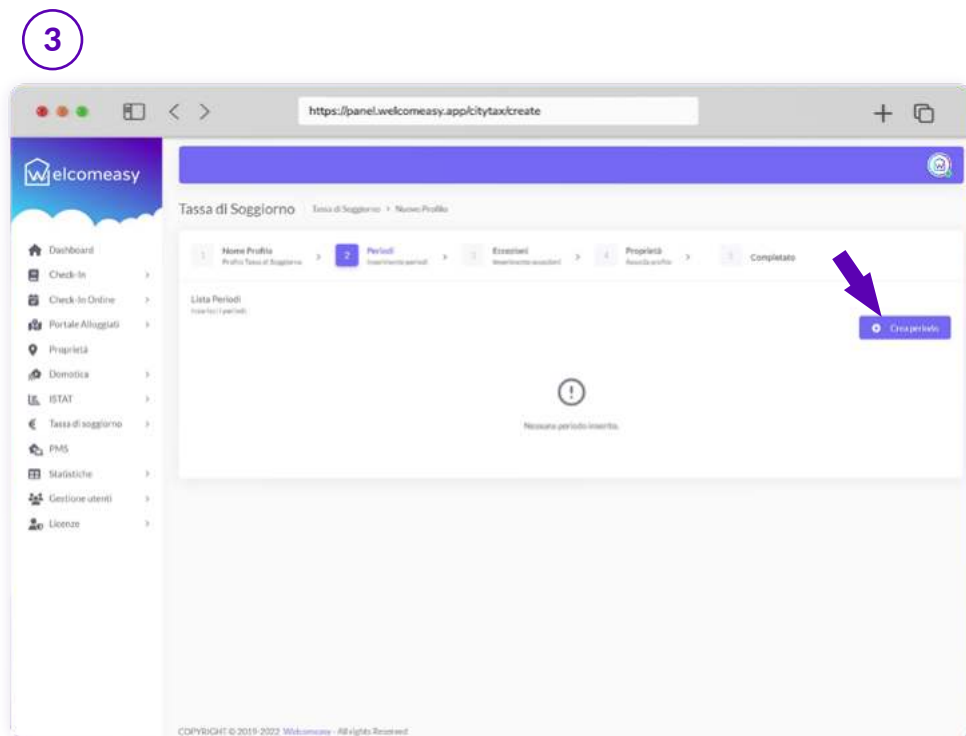 3
https://panel.welcomeasy.app/citytax/create
Welcomeasy
Tassa di Soggiorno Tassa di Soggiorno > Nuovo Profilo
1 Nome Profilo
Profilo Tassa di Soggiorno
2 Periodi
Inserimento periodi
3 Eccezioni
Inserimento eccezioni
4 Proprietà
Associa profilo
5 Completato
Dashboard
Check-In
Check-In Online
Portale Alloggiati
Proprietà
Domotica
ISTAT
Tassa di soggiorno
PMS
Statistiche
Gestione utenti
Licenze
Lista Periodi
Inserisci i periodi
Crea periodo
Nessuno periodo inserito.
COPYRIGHT © 2019-2022 Welcomeasy - All rights Reserved